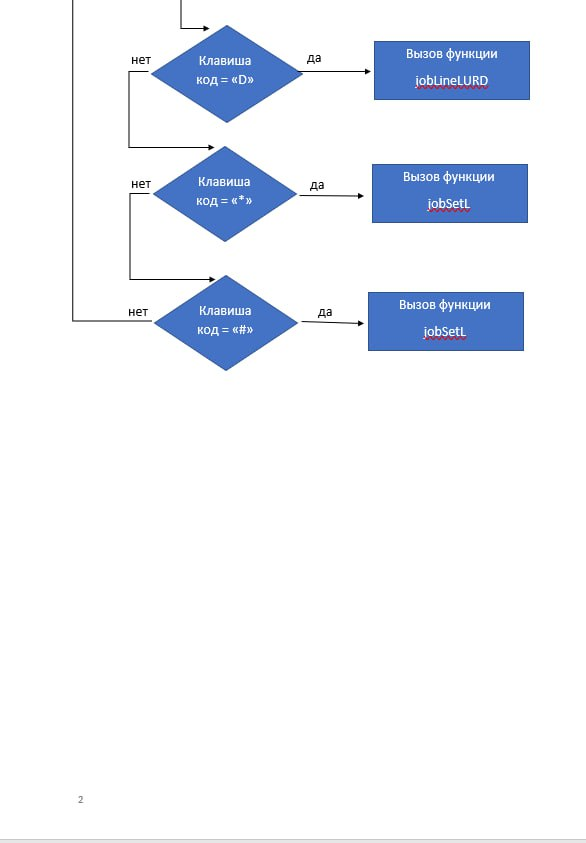 нет
Клавиша
код = «D»
да
Вызов функции
jobLineLURD
нет
Клавиша
код = «*»
да
Вызов функции
jobSetL
нет
Клавиша
код = «#»
да
Вызов функции
jobSetL
2